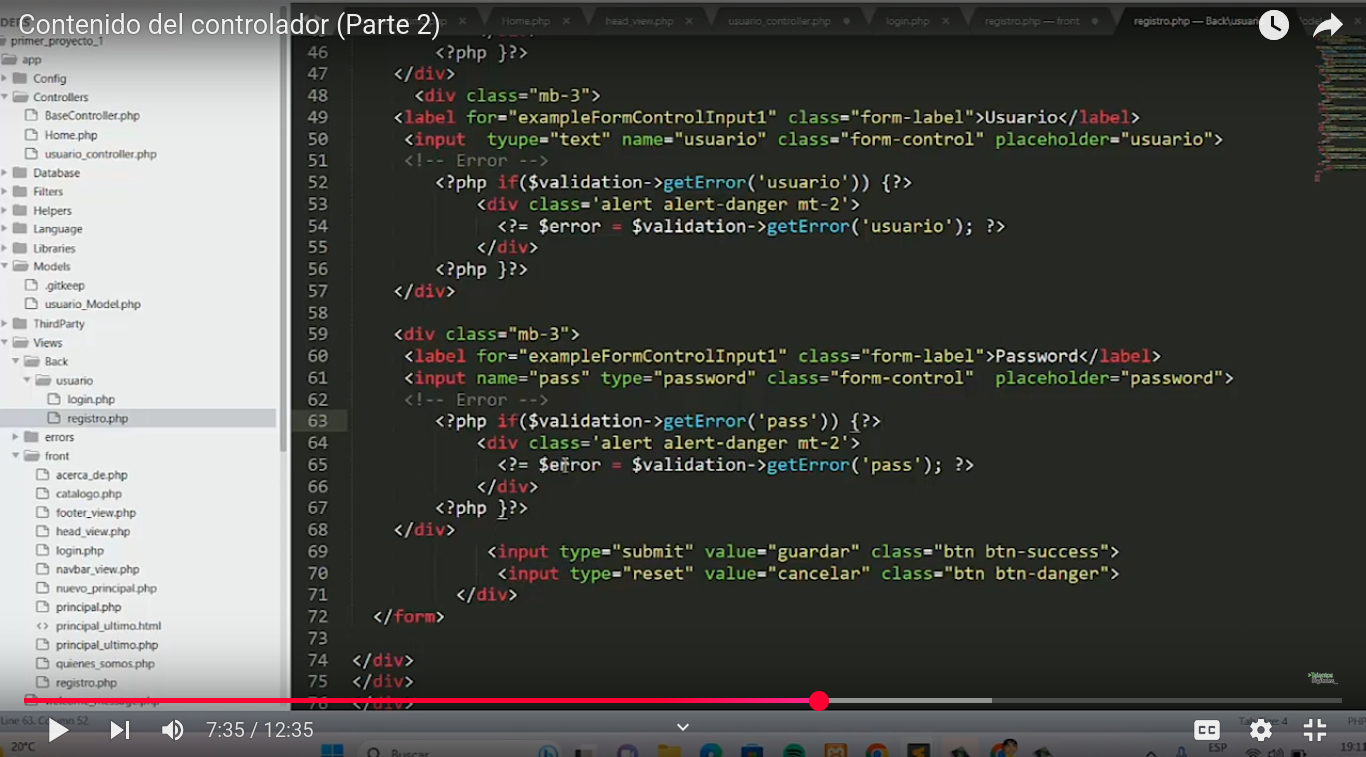 Contenido del controlador (Parte 2)
Home.php
head_view.php
usuario_controller.php
login.php
registro.php — front
registro.php — Back\usuario
primer_proyecto_1
app
Config
Controllers
BaseController.php
Home.php
usuario_controller.php
Database
Filters
Helpers
Language
Libraries
Models
.gitkeep
usuario_Model.php
ThirdParty
Views
Back
usuario
login.php
registro.php
errors
front
acerca_de.php
catalogo.php
footer_view.php
head_view.php
login.php
navbar_view.php
nuevo_principal.php
principal.php
principal_ultimo.html
principal_ultimo.php
quienes_somos.php
registro.php
welcome_message.php
46 <?php }?>
47 </div>
48 <div class="mb-3">
49 <label for="exampleFormControlInput1" class="form-label">Usuario</label>
50 <input  tyupe="text" name="usuario" class="form-control" placeholder="usuario">
51 <!-- Error -->
52 <?php if($validation->getError('usuario')) {?>
53 <div class='alert alert-danger mt-2'>
54 <?= $error = $validation->getError('usuario'); ?>
55 </div>
56 <?php }?>
57 </div>
58
59 <div class="mb-3">
60 <label for="exampleFormControlInput1" class="form-label">Password</label>
61 <input name="pass" type="password" class="form-control"  placeholder="password">
62 <!-- Error -->
63 <?php if($validation->getError('pass')) {?>
64 <div class='alert alert-danger mt-2'>
65 <?= $error = $validation->getError('pass'); ?>
66 </div>
67 <?php }?>
68 </div>
69 <input type="submit" value="guardar" class="btn btn-success">
70 <input type="reset" value="cancelar" class="btn btn-danger">
71 </div>
72 </form>
73
74 </div>
75 </div>
76 </div>
Line 63, Column 52
7:35 / 12:35
CC
20°C
Buscar
ESP
19:11